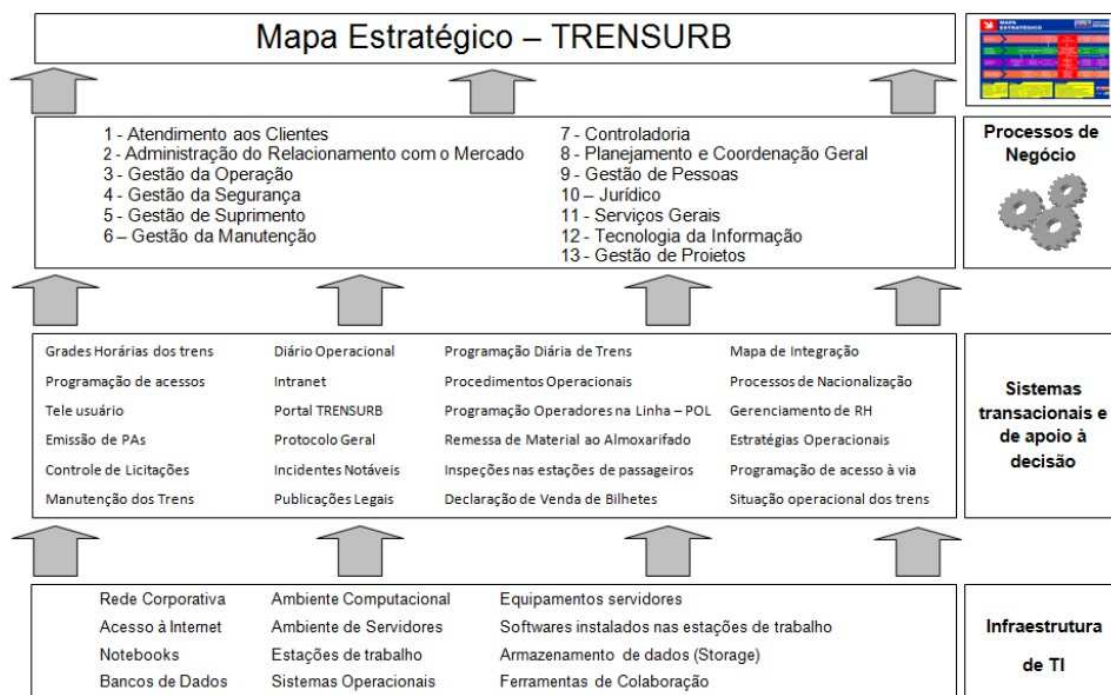 Mapa Estratégico – TRENSURB
MAPA
ESTRATÉGICO
1 - Atendimento aos Clientes
2 - Administração do Relacionamento com o Mercado
3 - Gestão da Operação
4 - Gestão da Segurança
5 - Gestão de Suprimento
6 – Gestão da Manutenção
7 - Controladoria
8 - Planejamento e Coordenação Geral
9 - Gestão de Pessoas
10 – Jurídico
11 - Serviços Gerais
12 - Tecnologia da Informação
13 - Gestão de Projetos
Processos de
Negócio
Grades Horárias dos trens Diário Operacional Programação Diária de Trens Mapa de Integração
Programação de acessos Intranet Procedimentos Operacionais Processos de Nacionalização
Tele usuário Portal TRENSURB Programação Operadores na Linha – POL Gerenciamento de RH
Emissão de PAs Protocolo Geral Remessa de Material ao Almoxarifado Estratégias Operacionais
Controle de Licitações Incidentes Notáveis Inspeções nas estações de passageiros Programação de acesso à via
Manutenção dos Trens Publicações Legais Declaração de Venda de Bilhetes Situação operacional dos trens
Sistemas
transacionais e
de apoio à
decisão
Rede Corporativa Ambiente Computacional Equipamentos servidores
Acesso à Internet Ambiente de Servidores Softwares instalados nas estações de trabalho
Notebooks Estações de trabalho Armazenamento de dados (Storage)
Bancos de Dados Sistemas Operacionais Ferramentas de Colaboração
Infraestrutura
de TI